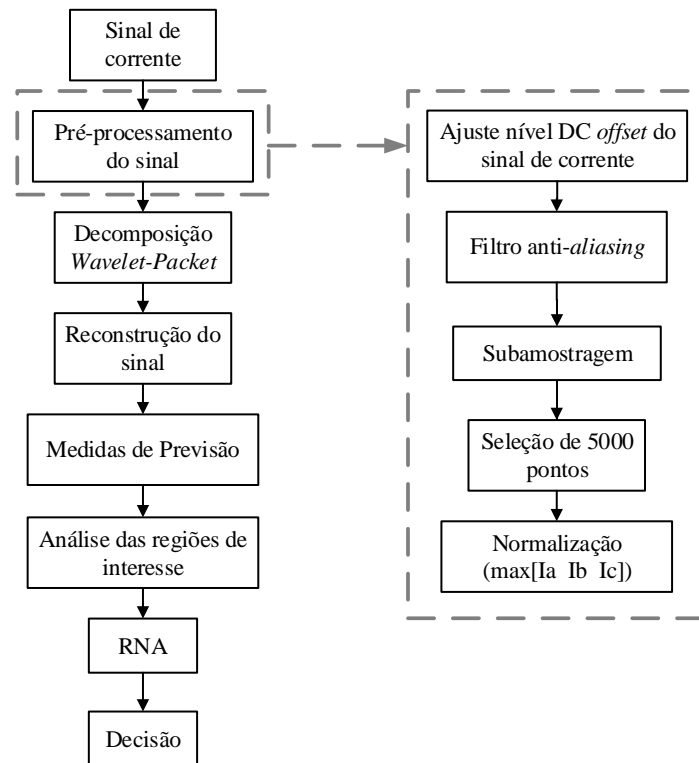 Sinal de
corrente
Pré-processamento
do sinal
Decomposição
Wavelet-Packet
Reconstrução do
sinal
Medidas de Previsão
Análise das regiões de
interesse
RNA
Decisão
Ajuste nível DC offset do
sinal de corrente
Filtro anti-aliasing
Subamostragem
Seleção de 5000
pontos
Normalização
(max[Ia Ib Ic])